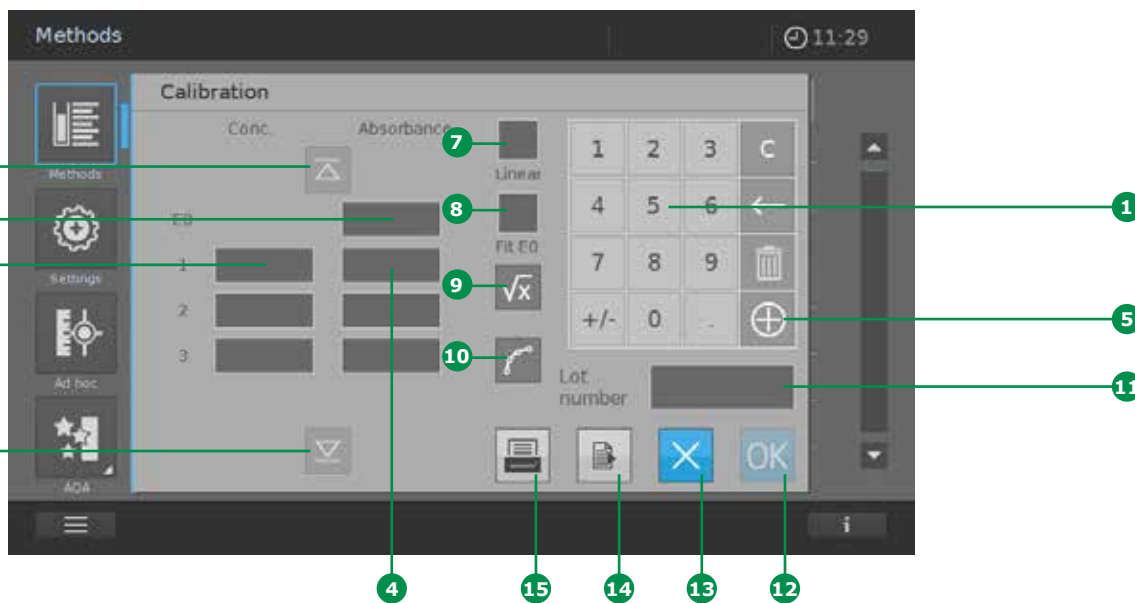 Methods 11:29
Calibration
Conc. Absorbance
7
Linear
1 2 3 C
Methods
E0
8
Fit E0
4 5 6 ←
1
1
9
√x
7 8 9
Settings
2
+/- 0 .
5
3
10
Lot
number
11
Ad hoc
OK
AQA
i
4 15 14 13 12